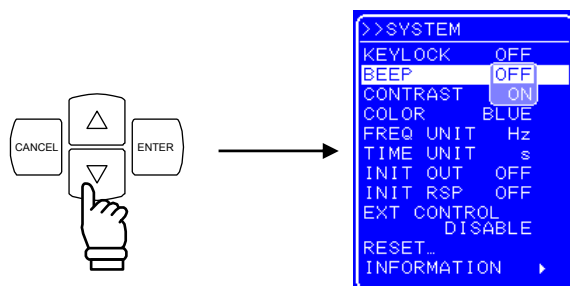 CANCEL
ENTER
>>SYSTEM
KEYLOCK OFF
BEEP OFF
CONTRAST ON
COLOR BLUE
FREQ UNIT Hz
TIME UNIT s
INIT OUT OFF
INIT RSP OFF
EXT CONTROL
DISABLE
RESET…
INFORMATION